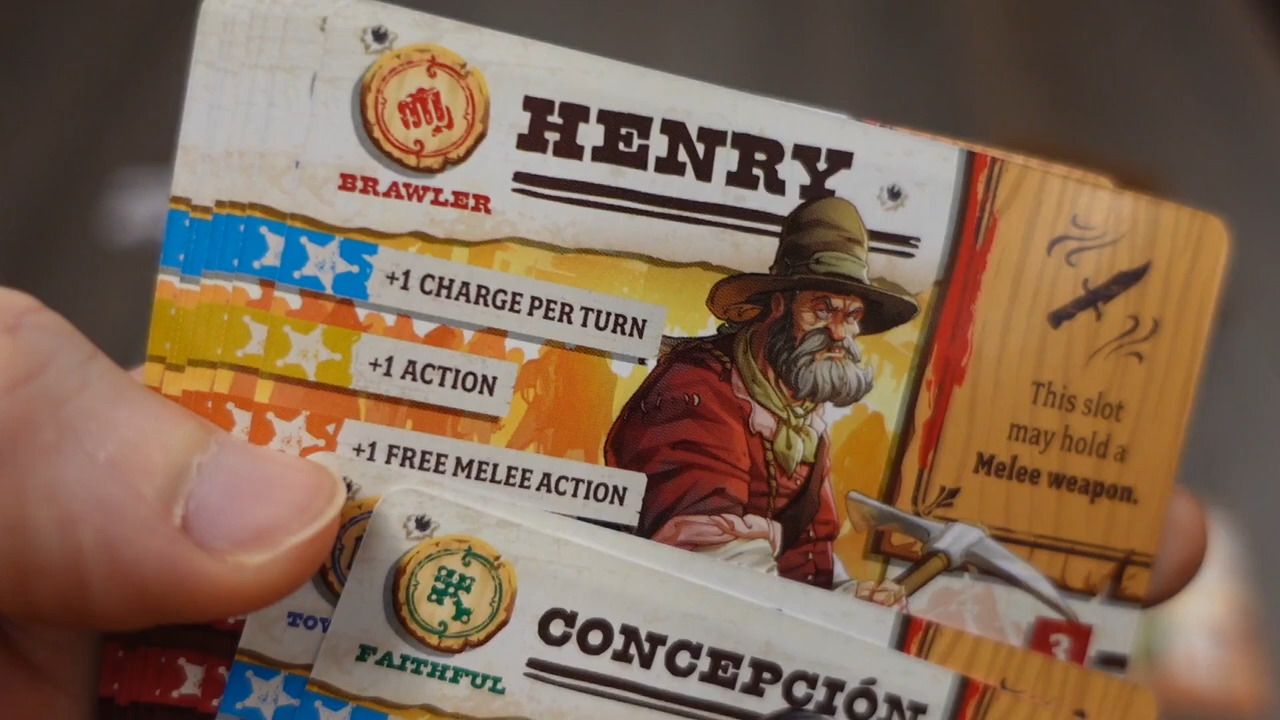 HENRY
BRAWLER
+1 CHARGE PER TURN
+1 ACTION
+1 FREE MELEE ACTION
This slot
may hold a
Melee weapon.
3
CONCEPCIÓN
FAITHFUL